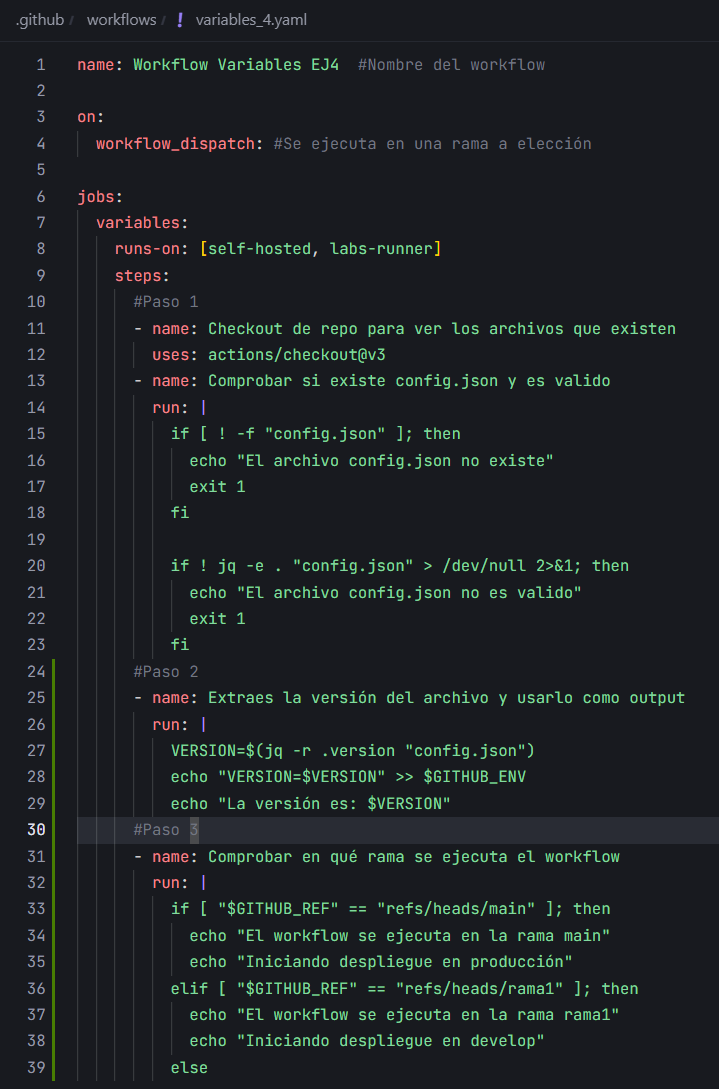 .github / workflows / ! variables_4.yaml
1 name: Workflow Variables EJ4 #Nombre del workflow
2
3 on:
4 workflow_dispatch: #Se ejecuta en una rama a elección
5
6 jobs:
7 variables:
8 runs-on: [self-hosted, labs-runner]
9 steps:
10 #Paso 1
11 - name: Checkout de repo para ver los archivos que existen
12 uses: actions/checkout@v3
13 - name: Comprobar si existe config.json y es valido
14 run: |
15 if [ ! -f "config.json" ]; then
16 echo "El archivo config.json no existe"
17 exit 1
18 fi
19
20 if ! jq -e . "config.json" > /dev/null 2>&1; then
21 echo "El archivo config.json no es valido"
22 exit 1
23 fi
24 #Paso 2
25 - name: Extraes la versión del archivo y usarlo como output
26 run: |
27 VERSION=$(jq -r .version "config.json")
28 echo "VERSION=$VERSION" >> $GITHUB_ENV
29 echo "La versión es: $VERSION"
30 #Paso 3
31 - name: Comprobar en qué rama se ejecuta el workflow
32 run: |
33 if [ "$GITHUB_REF" == "refs/heads/main" ]; then
34 echo "El workflow se ejecuta en la rama main"
35 echo "Iniciando despliegue en producción"
36 elif [ "$GITHUB_REF" == "refs/heads/rama1" ]; then
37 echo "El workflow se ejecuta en la rama rama1"
38 echo "Iniciando despliegue en develop"
39 else